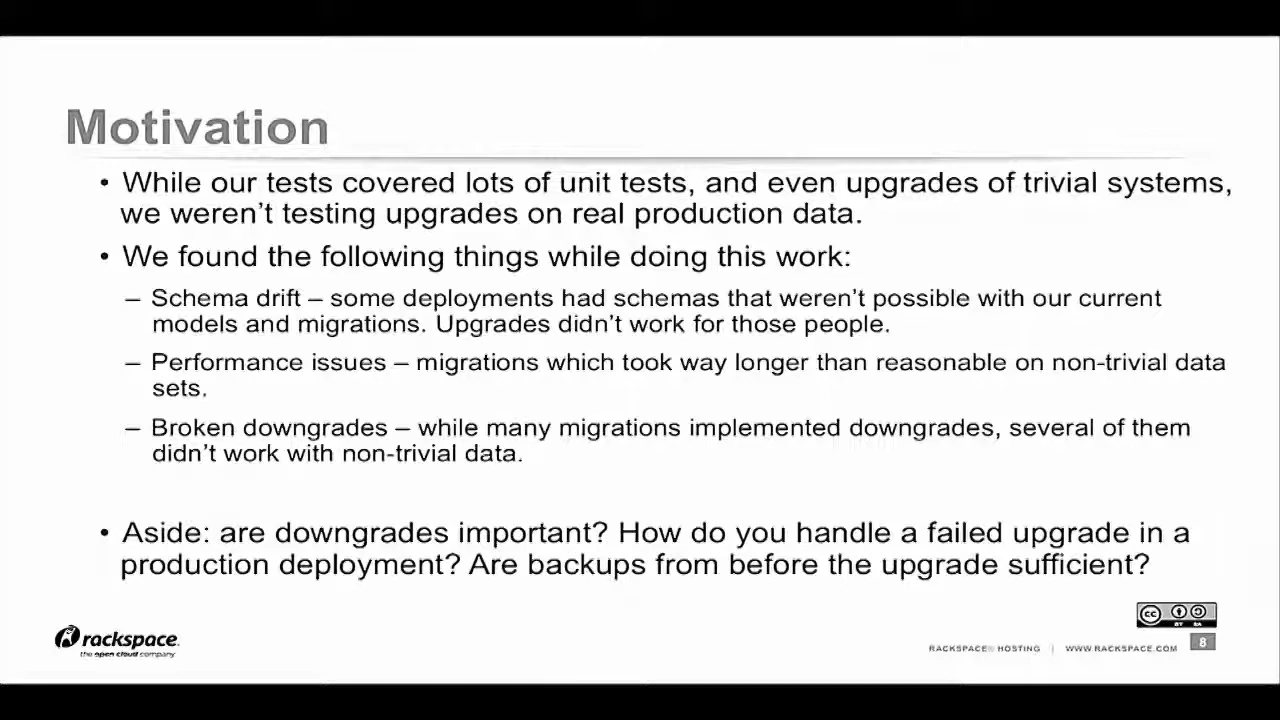 Motivation
• While our tests covered lots of unit tests, and even upgrades of trivial systems,
we weren't testing upgrades on real production data.
• We found the following things while doing this work:
– Schema drift – some deployments had schemas that weren't possible with our current
models and migrations. Upgrades didn't work for those people.
– Performance issues – migrations which took way longer than reasonable on non-trivial data
sets.
– Broken downgrades – while many migrations implemented downgrades, several of them
didn't work with non-trivial data.
• Aside: are downgrades important? How do you handle a failed upgrade in a
production deployment? Are backups from before the upgrade sufficient?
cc
BY SA
rackspace.
the open cloud company
RACKSPACE® HOSTING | WWW.RACKSPACE.COM
8